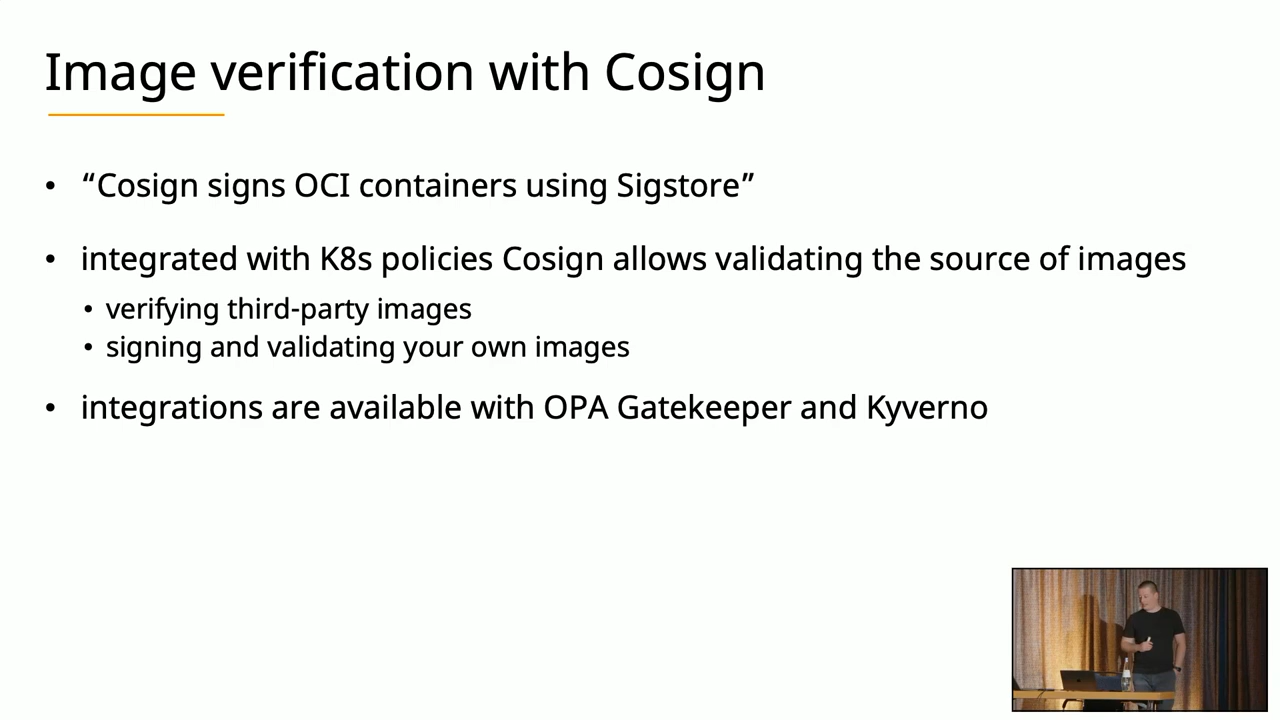 Image verification with Cosign
• “Cosign signs OCI containers using Sigstore”
• integrated with K8s policies Cosign allows validating the source of images
• verifying third-party images
• signing and validating your own images
• integrations are available with OPA Gatekeeper and Kyverno